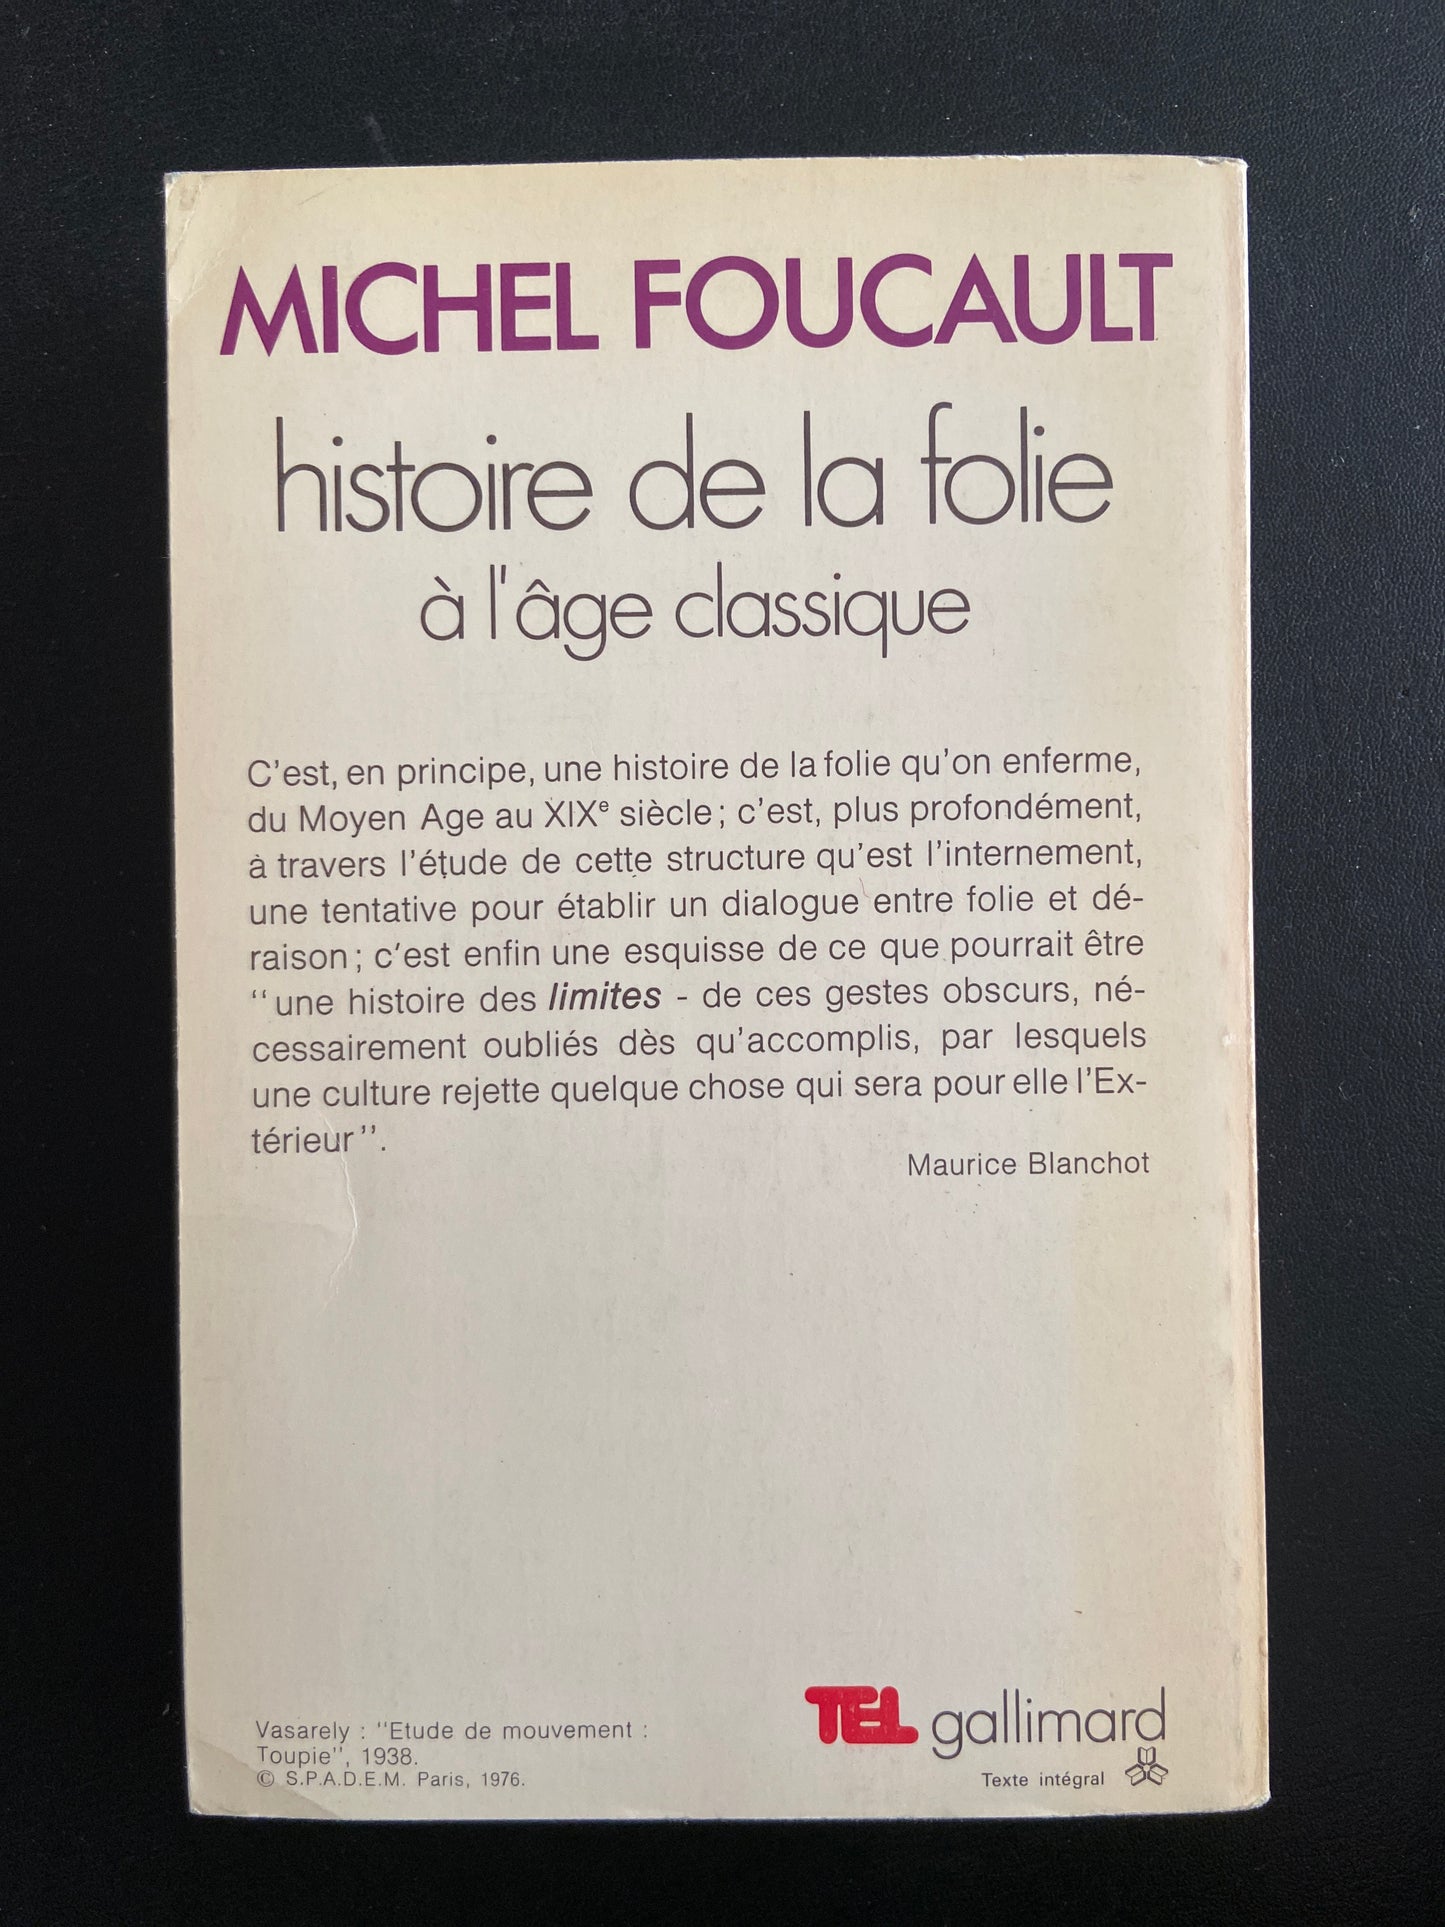 MICHEL FOUCAULT
histoire de la folie
à l'âge classique
C'est, en principe, une histoire de la folie qu'on enferme,
du Moyen Age au XIXe siècle ; c'est, plus profondément,
à travers l'étude de cette structure qu'est l'internement,
une tentative pour établir un dialogue entre folie et dé-
raison ; c'est enfin une esquisse de ce que pourrait être
''une histoire des limites - de ces gestes obscurs, né-
cessairement oubliés dès qu'accomplis, par lesquels
une culture rejette quelque chose qui sera pour elle l'Ex-
térieur''.
Maurice Blanchot
Vasarely : ''Etude de mouvement :
Toupie'', 1938.
© S.P.A.D.E.M. Paris, 1976.
TEL gallimard
Texte intégral